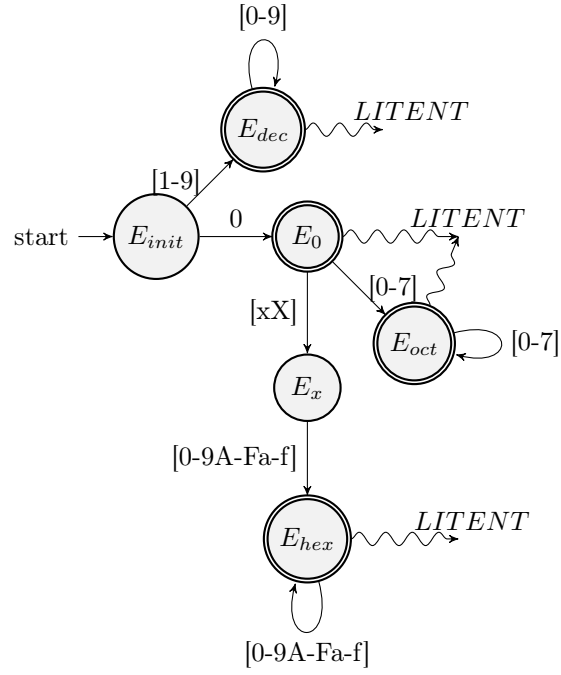 [0-9]
E_dec
LITENT
[1-9]
start
E_init
0
E_0
LITENT
[0-7]
[xX]
E_oct
[0-7]
E_x
[0-9A-Fa-f]
E_hex
LITENT
[0-9A-Fa-f]